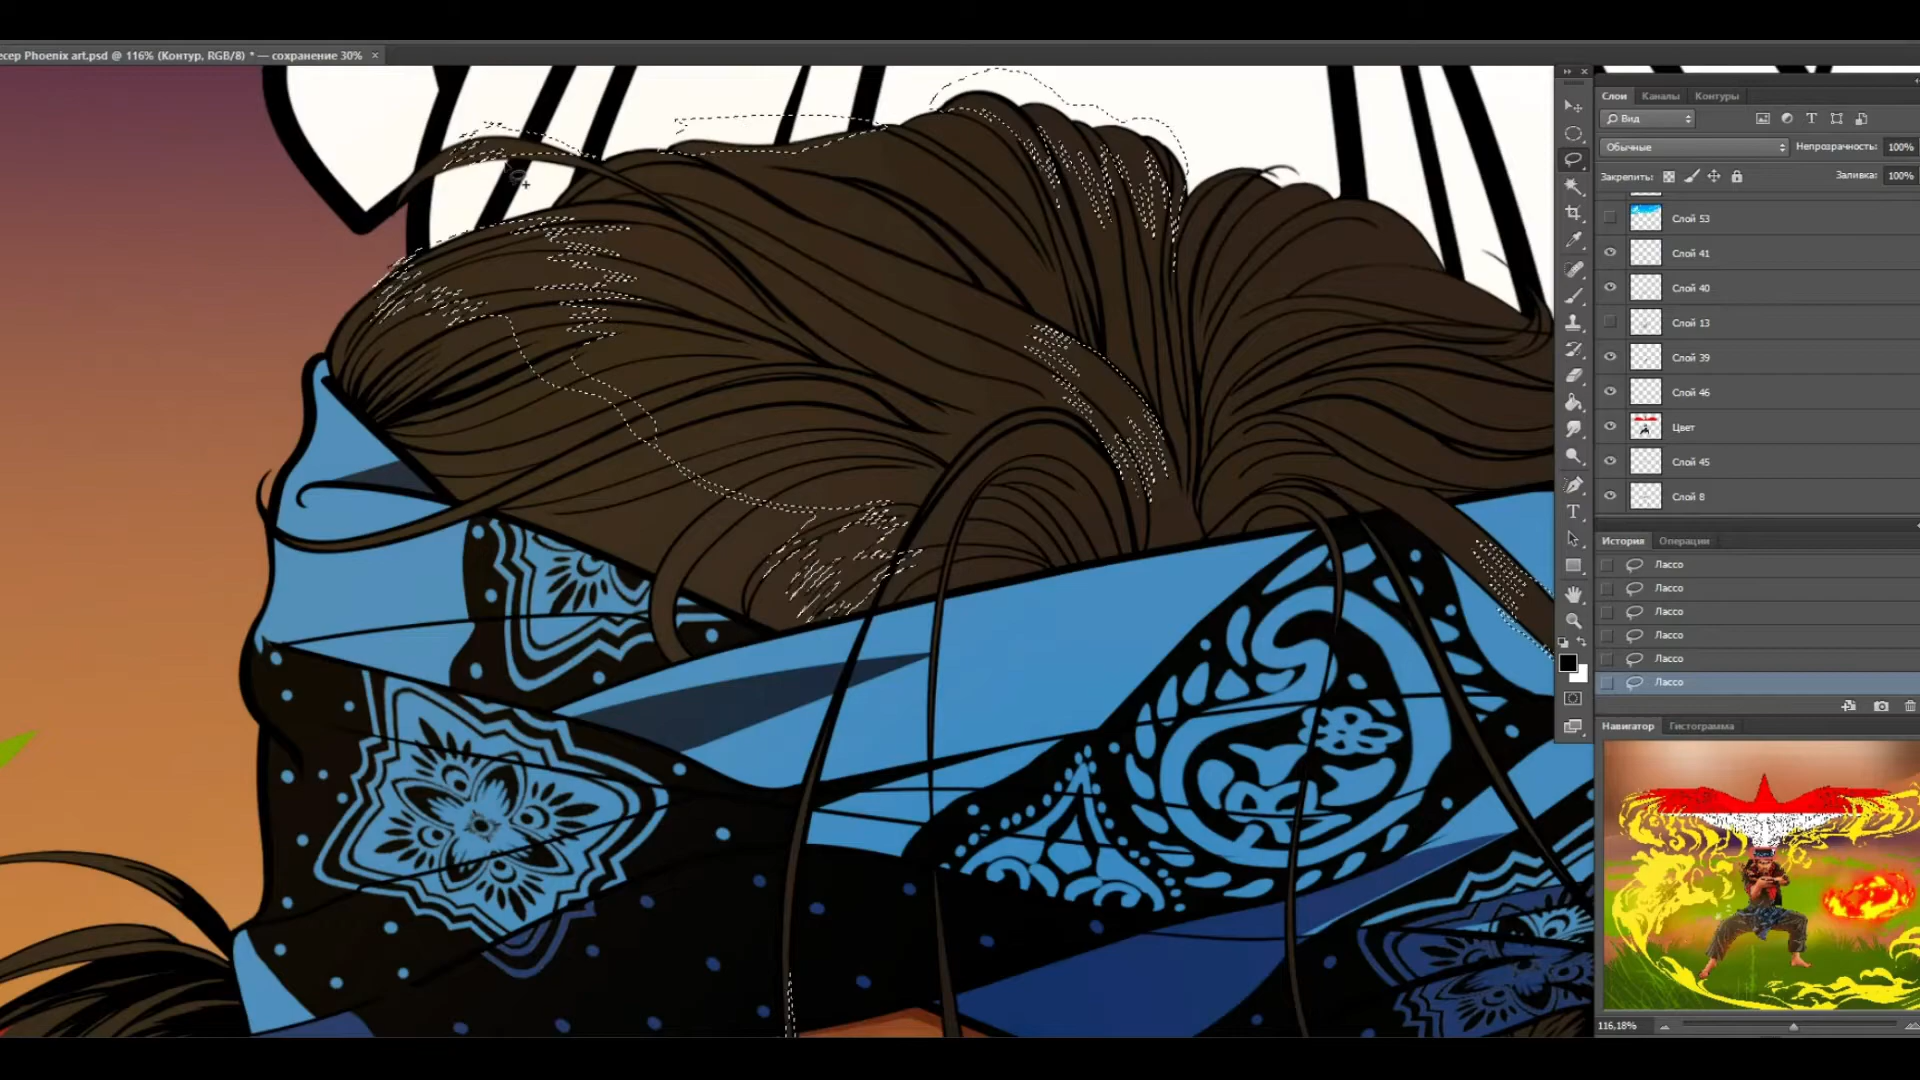 есер Phoenix art.psd @ 116% (Контур, RGB/8) * — сохранение 30% ×
Слои Каналы Контуры
Вид
Обычные Непрозрачность: 100%
Закрепить: Заливка: 100%
Слой 53
Слой 41
Слой 40
Слой 13
Слой 39
Слой 46
Цвет
Слой 45
Слой 8
История Операции
Лассо
Лассо
Лассо
Лассо
Лассо
Лассо
Навигатор Гистограмма
116,18%